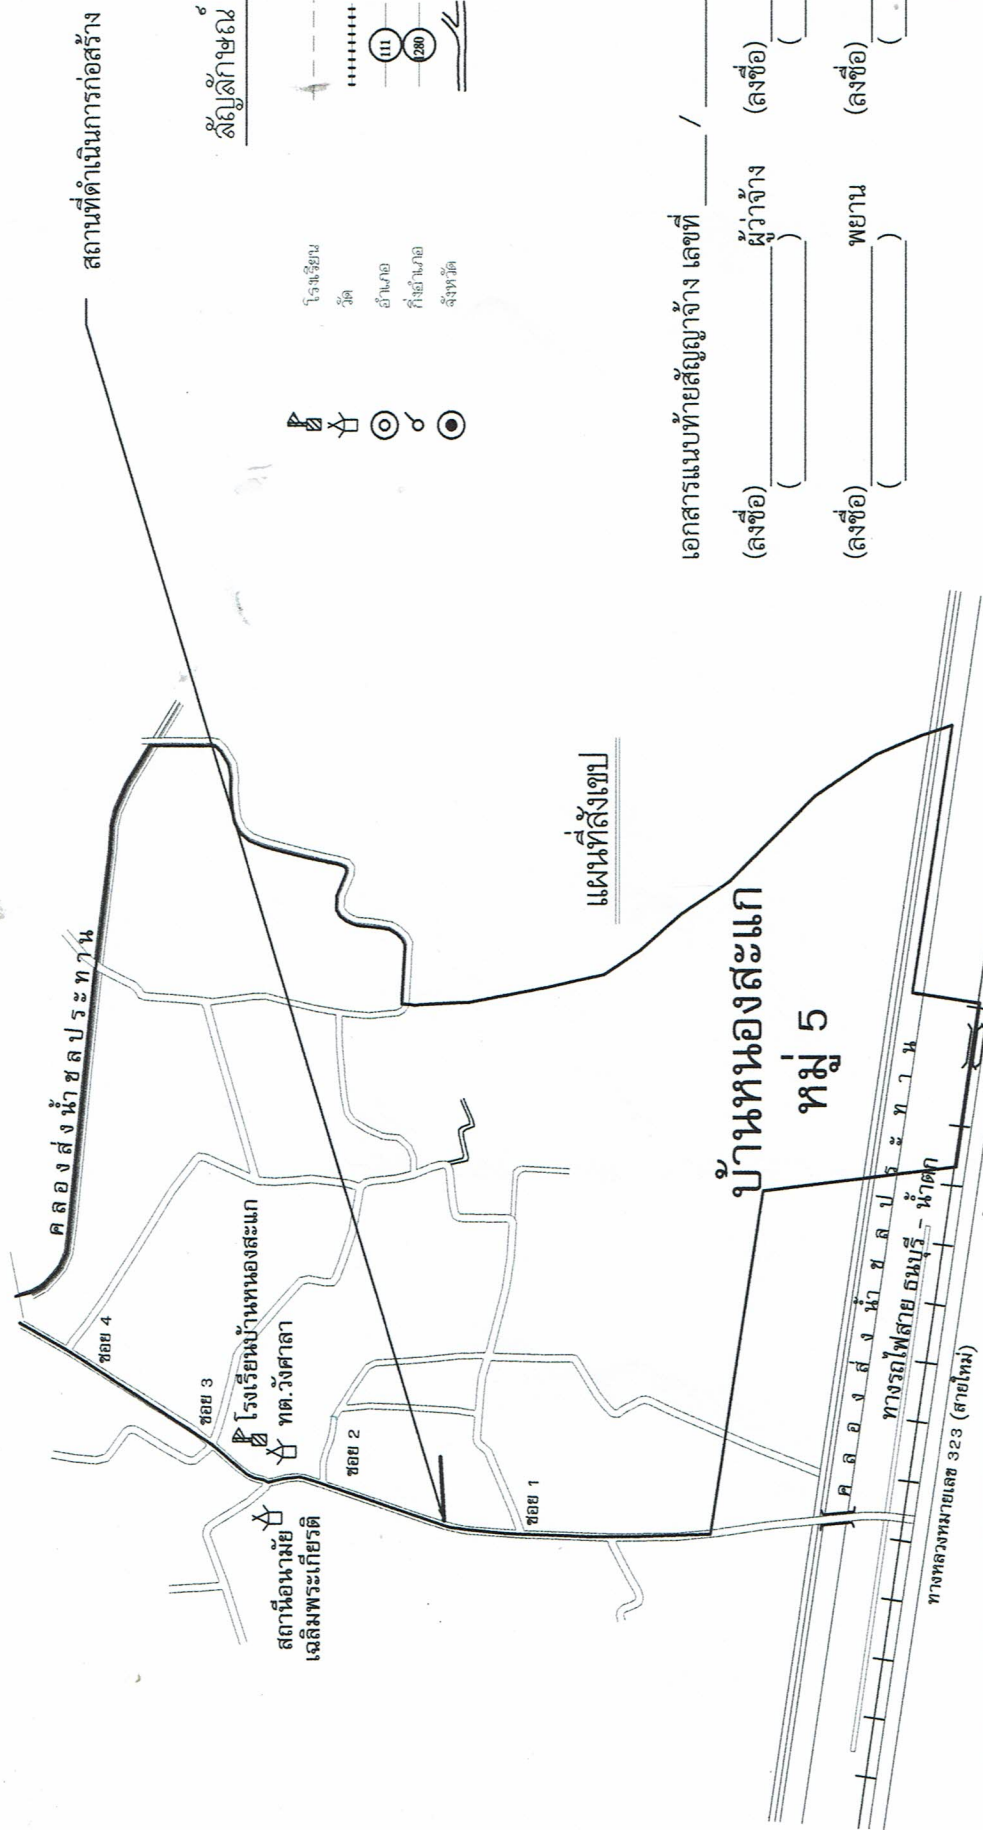 สถานที่ดำเนินการก่อสร้าง
สัญลักษณ์
โรงเรียน
วัด
อำเภอ
กิ่งอำเภอ
จังหวัด
111
1280
คลองส่งน้ำชลประทาน
ซอย 4
ซอย 3
โรงเรียนบ้านหนองสะแก
ทต.วังศาลา
สถานีอนามัย
เฉลิมพระเกียรติ
ซอย 2
ซอย 1
บ้านหนองสะแก
หมู่ 5
แผนที่สังเขป
คลองส่งน้ำชลประทาน
ทางรถไฟสาย ธนบุรี - น้ำตก
ทางหลวงหมายเลข 323 (สายใหม่)
เอกสารแนบท้ายสัญญาจ้าง เลขที่ ______ / ______
(ลงชื่อ) ____________ ผู้ว่าจ้าง (ลงชื่อ)
(____________) (
(ลงชื่อ) ____________ พยาน (ลงชื่อ)
(____________) (